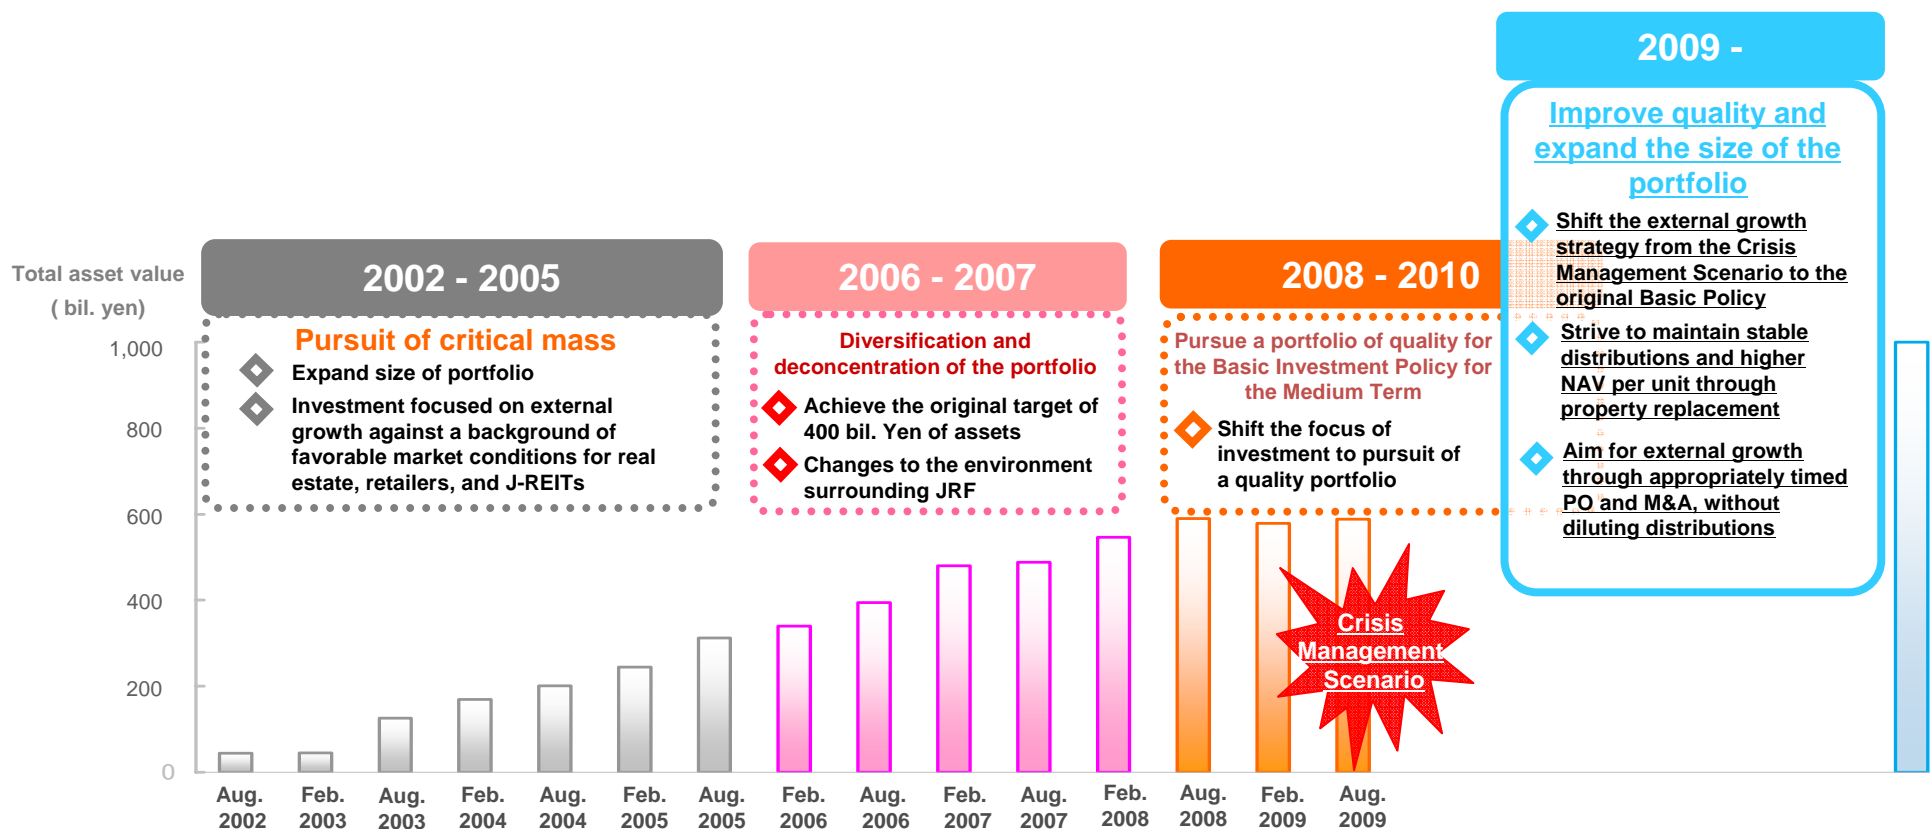 2009 -
Improve quality and
expand the size of the
portfolio
Shift the external growth
strategy from the Crisis
Management Scenario to the
original Basic Policy
Strive to maintain stable
distributions and higher
NAV per unit through
property replacement
Aim for external growth
through appropriately timed
PO and M&A, without
diluting distributions
Total asset value
( bil. yen)
2002 - 2005
Pursuit of critical mass
Expand size of portfolio
Investment focused on external
growth against a background of
favorable market conditions for real
estate, retailers, and J-REITs
2006 - 2007
Diversification and
deconcentration of the portfolio
Achieve the original target of
400 bil. Yen of assets
Changes to the environment
surrounding JRF
2008 - 2010
Pursue a portfolio of quality for
the Basic Investment Policy for
the Medium Term
Shift the focus of
investment to pursuit of
a quality portfolio
Crisis
Management
Scenario
1,000
800
600
400
200
0
Aug.
2002
Feb.
2003
Aug.
2003
Feb.
2004
Aug.
2004
Feb.
2005
Aug.
2005
Feb.
2006
Aug.
2006
Feb.
2007
Aug.
2007
Feb.
2008
Aug.
2008
Feb.
2009
Aug.
2009